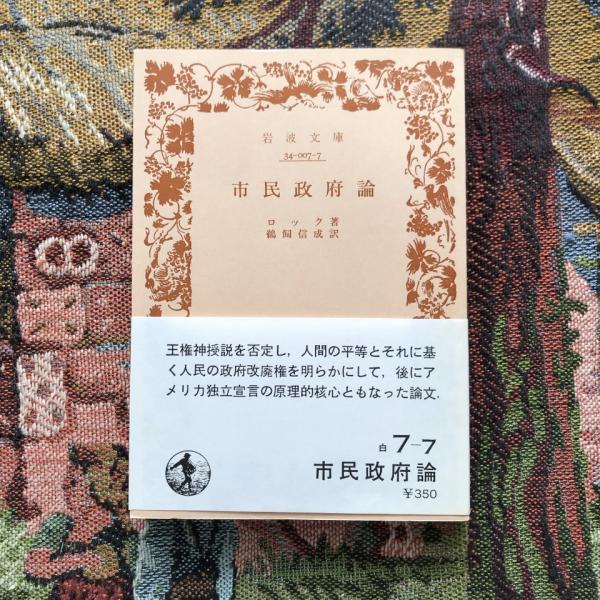 岩波文庫
34-007-7
市民政府論
ロック著
鵜飼信成訳
王権神授説を否定し，人間の平等とそれに基
く人民の政府改廃権を明らかにして，後にア
メリカ独立宣言の原理的核心ともなった論文．
白 7-7
市民政府論
¥350